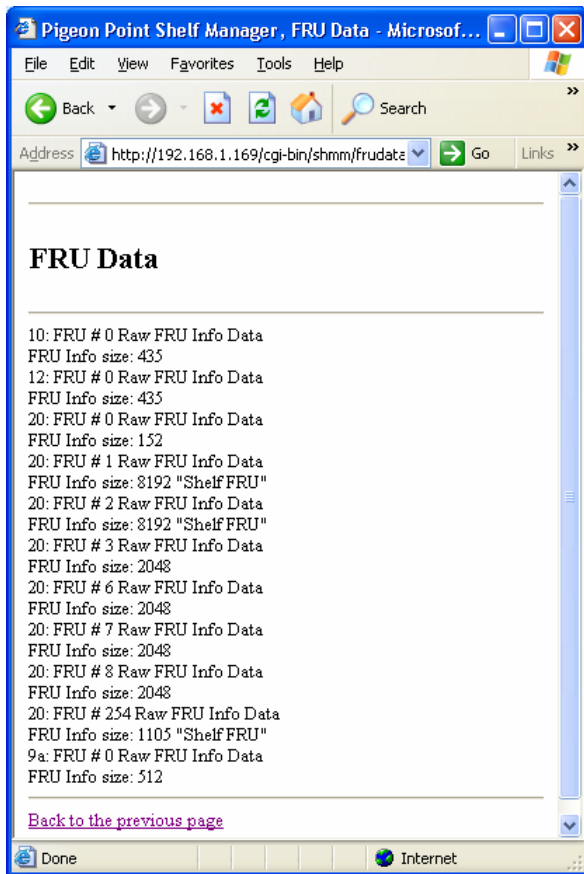 Pigeon Point Shelf Manager, FRU Data - Microsof...
File Edit View Favorites Tools Help
Back Search
Address http://192.168.1.169/cgi-bin/shmm/frudata Go Links
FRU Data
10: FRU # 0 Raw FRU Info Data
FRU Info size: 435
12: FRU # 0 Raw FRU Info Data
FRU Info size: 435
20: FRU # 0 Raw FRU Info Data
FRU Info size: 152
20: FRU # 1 Raw FRU Info Data
FRU Info size: 8192 "Shelf FRU"
20: FRU # 2 Raw FRU Info Data
FRU Info size: 8192 "Shelf FRU"
20: FRU # 3 Raw FRU Info Data
FRU Info size: 2048
20: FRU # 6 Raw FRU Info Data
FRU Info size: 2048
20: FRU # 7 Raw FRU Info Data
FRU Info size: 2048
20: FRU # 8 Raw FRU Info Data
FRU Info size: 2048
20: FRU # 254 Raw FRU Info Data
FRU Info size: 1105 "Shelf FRU"
9a: FRU # 0 Raw FRU Info Data
FRU Info size: 512
Back to the previous page
Done Internet